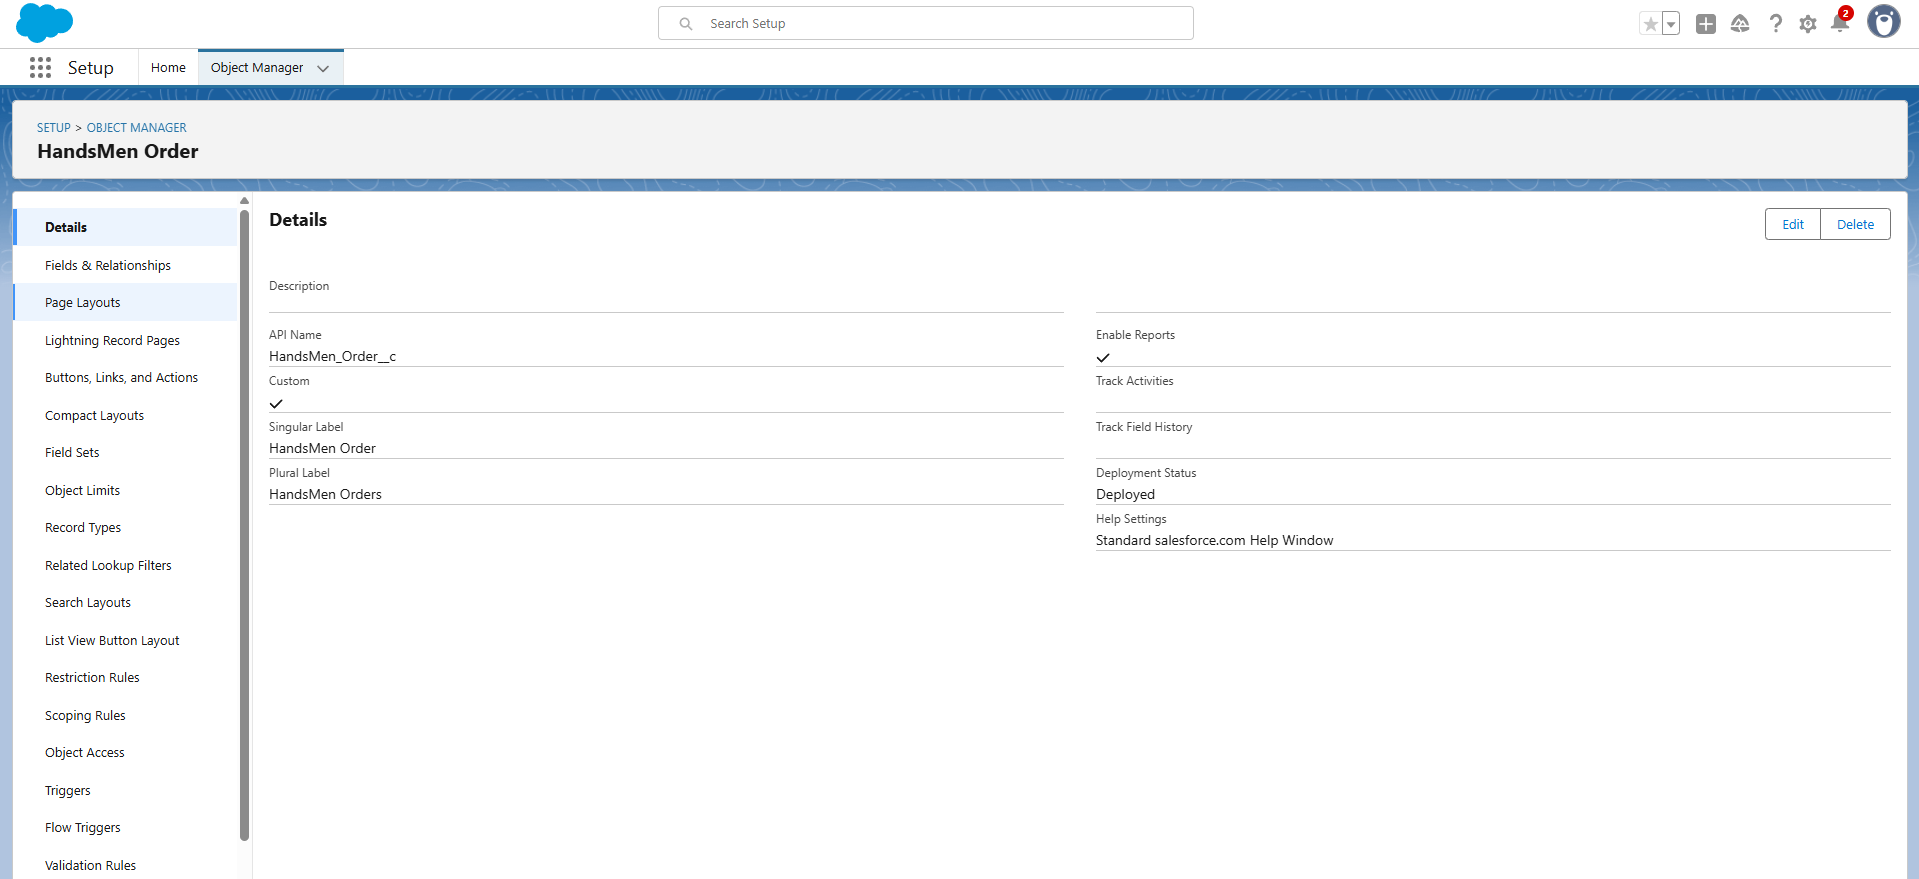 Search Setup
2
Setup
Home
Object Manager
SETUP > OBJECT MANAGER
HandsMen Order
Details
Fields & Relationships
Page Layouts
Lightning Record Pages
Buttons, Links, and Actions
Compact Layouts
Field Sets
Object Limits
Record Types
Related Lookup Filters
Search Layouts
List View Button Layout
Restriction Rules
Scoping Rules
Object Access
Triggers
Flow Triggers
Validation Rules
Details
Edit
Delete
Description
API Name
HandsMen_Order__c
Custom
Singular Label
HandsMen Order
Plural Label
HandsMen Orders
Enable Reports
Track Activities
Track Field History
Deployment Status
Deployed
Help Settings
Standard salesforce.com Help Window